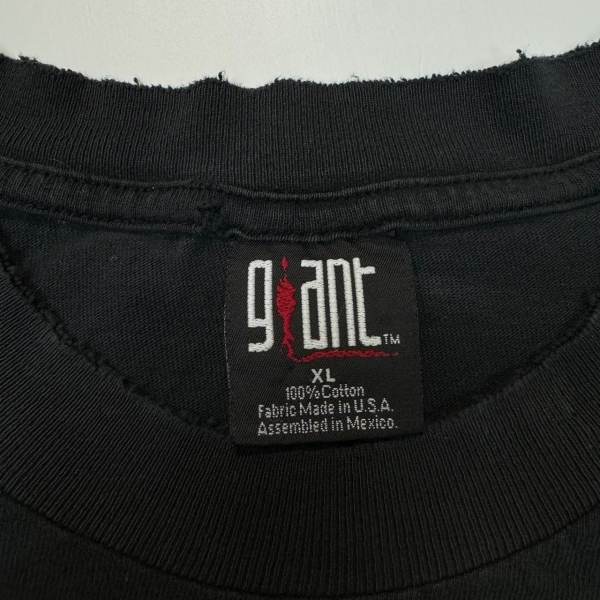 giant™
XL
100% Cotton
Fabric Made in U.S.A.
Assembled in Mexico.